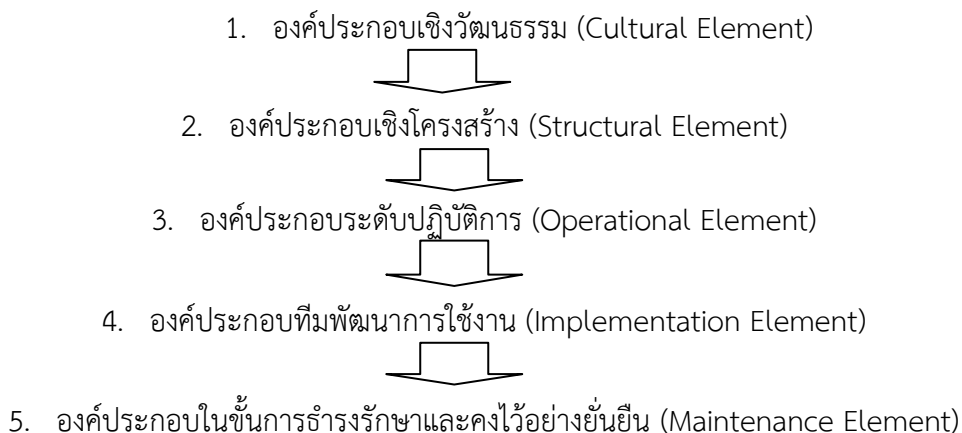 1. องค์ประกอบเชิงวัฒนธรรม (Cultural Element)
2. องค์ประกอบเชิงโครงสร้าง (Structural Element)
3. องค์ประกอบระดับปฏิบัติการ (Operational Element)
4. องค์ประกอบทีมพัฒนาการใช้งาน (Implementation Element)
5. องค์ประกอบในขั้นการธำรงรักษาและคงไว้อย่างยั่นยืน (Maintenance Element)